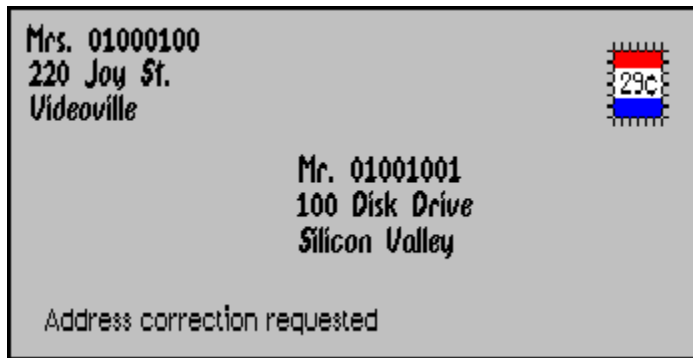 Mrs. 01000100
220 Joy St.
Videoville
29¢
Mr. 01001001
100 Disk Drive
Silicon Valley
Address correction requested